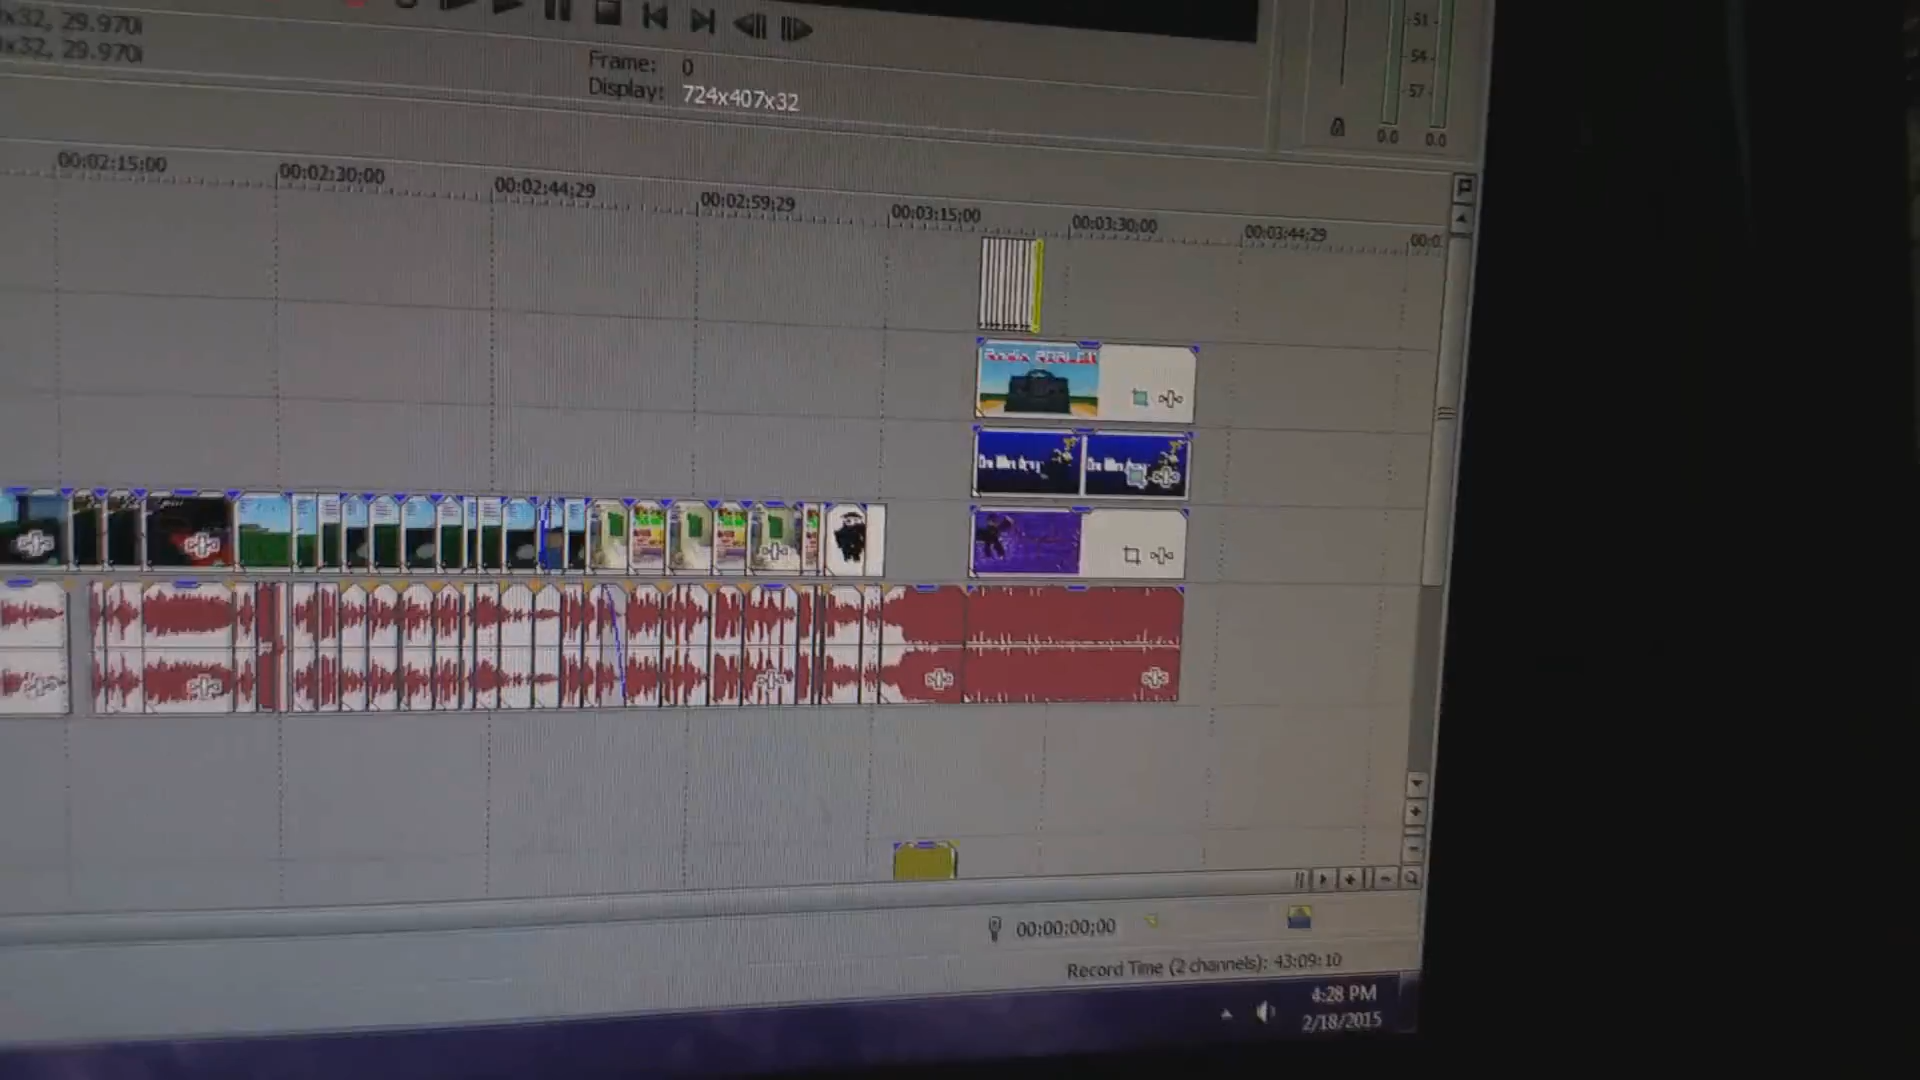 x32, 29.970i
x32, 29.970i
Frame: 0
Display: 724x407x32
51
54
57
0.0 0.0
00:02:15;00 00:02:30;00 00:02:44;29 00:02:59;29 00:03:15;00 00:03:30;00 00:03:44;29 00:0
00:00:00;00
Record Time (2 channels): 43:09:10
4:28 PM
2/18/2015